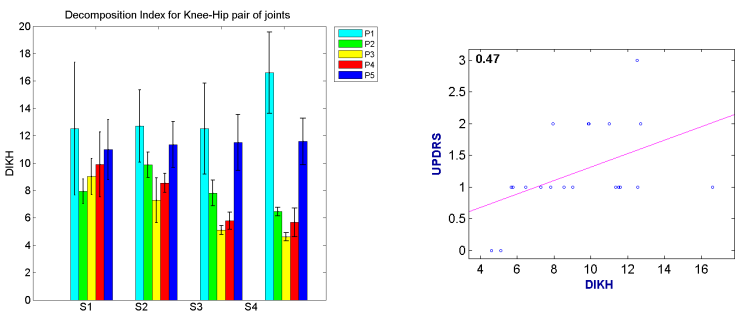 Decomposition Index for Knee-Hip pair of joints
20
18
16
14
12
10
8
6
4
2
0
DIKH
S1 S2 S3 S4
P1
P2
P3
P4
P5
0.47
3
2.5
2
1.5
1
0.5
0
UPDRS
4 6 8 10 12 14 16
DIKH